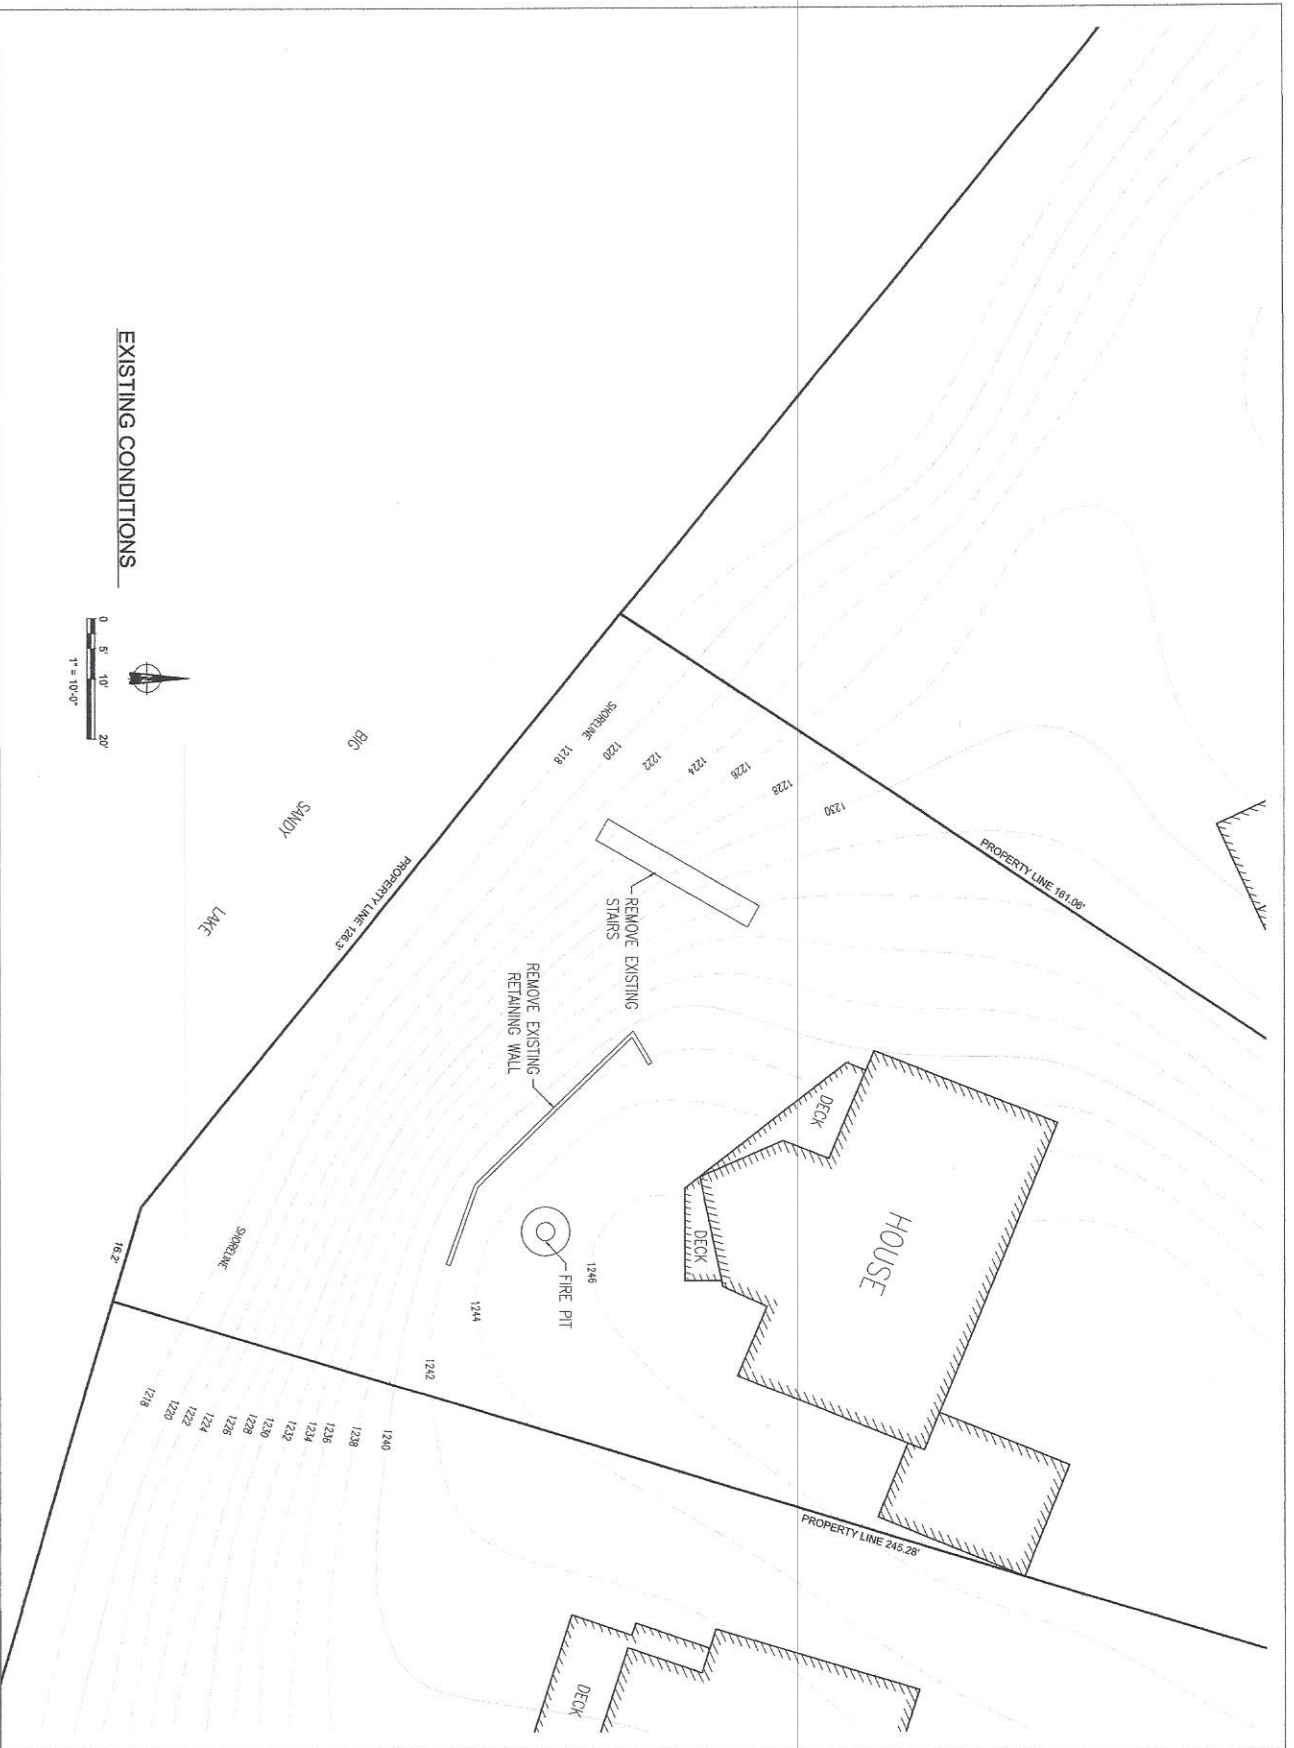 EXISTING CONDITIONS
0 5' 10' 20'
1" = 10'-0"
BIG
SANDY
LAKE
PROPERTY LINE 126.3'
16.2'
SHORELINE
1218
1220
1222
1224
1226
1228
1230
PROPERTY LINE 161.06'
REMOVE EXISTING
STAIRS
REMOVE EXISTING
RETAINING WALL
DECK
DECK
HOUSE
FIRE PIT
1246
1244
1242
SHORELINE
1218
1220
1222
1224
1226
1228
1230
1232
1234
1236
1238
1240
PROPERTY LINE 245.28'
DECK